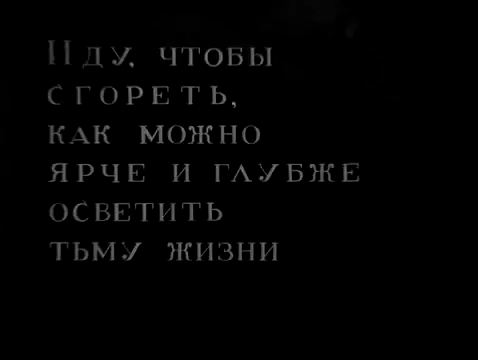 Иду, чтобы
сгореть,
как можно
ярче и глубже
осветить
тьму жизни